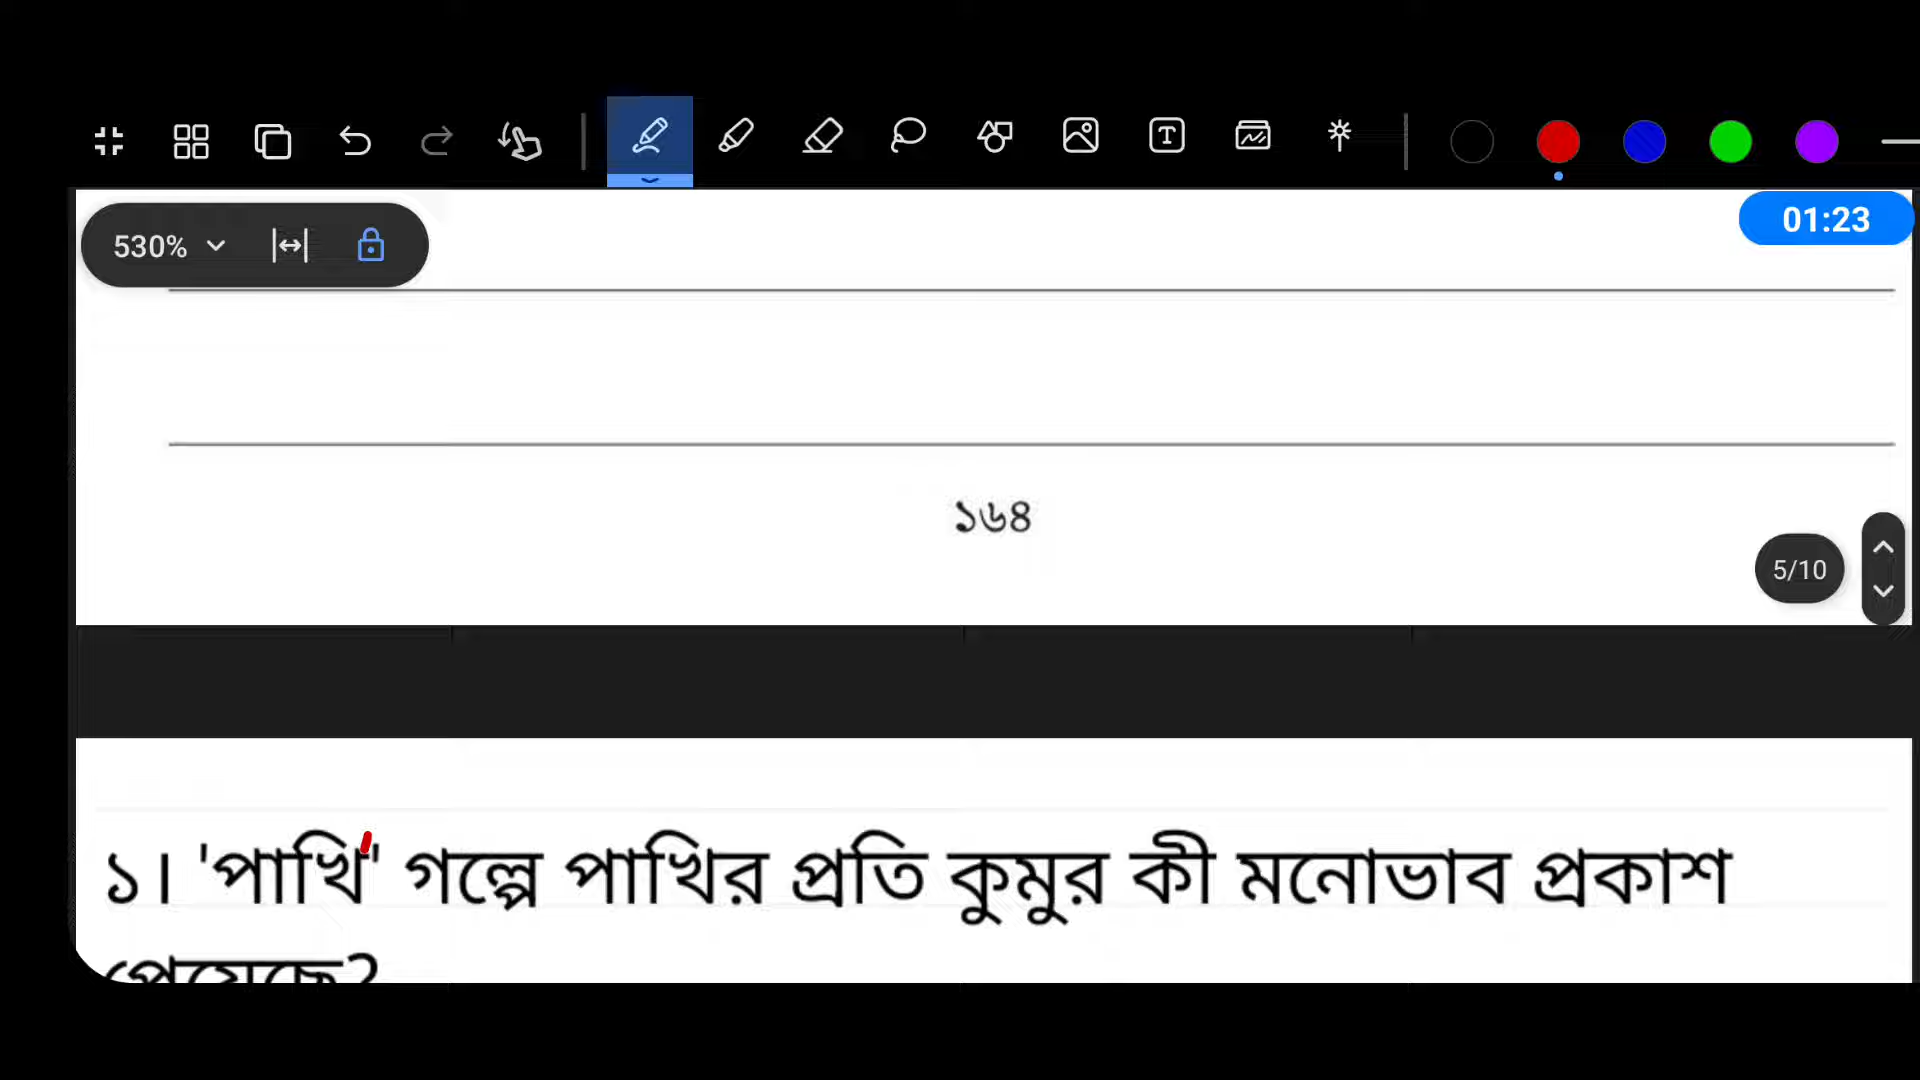 530%
01:23
১৬৪
5/10
১। 'পাখি' গল্পে পাখির প্রতি কুমুর কী মনোভাব প্রকাশ
পেয়েছে?